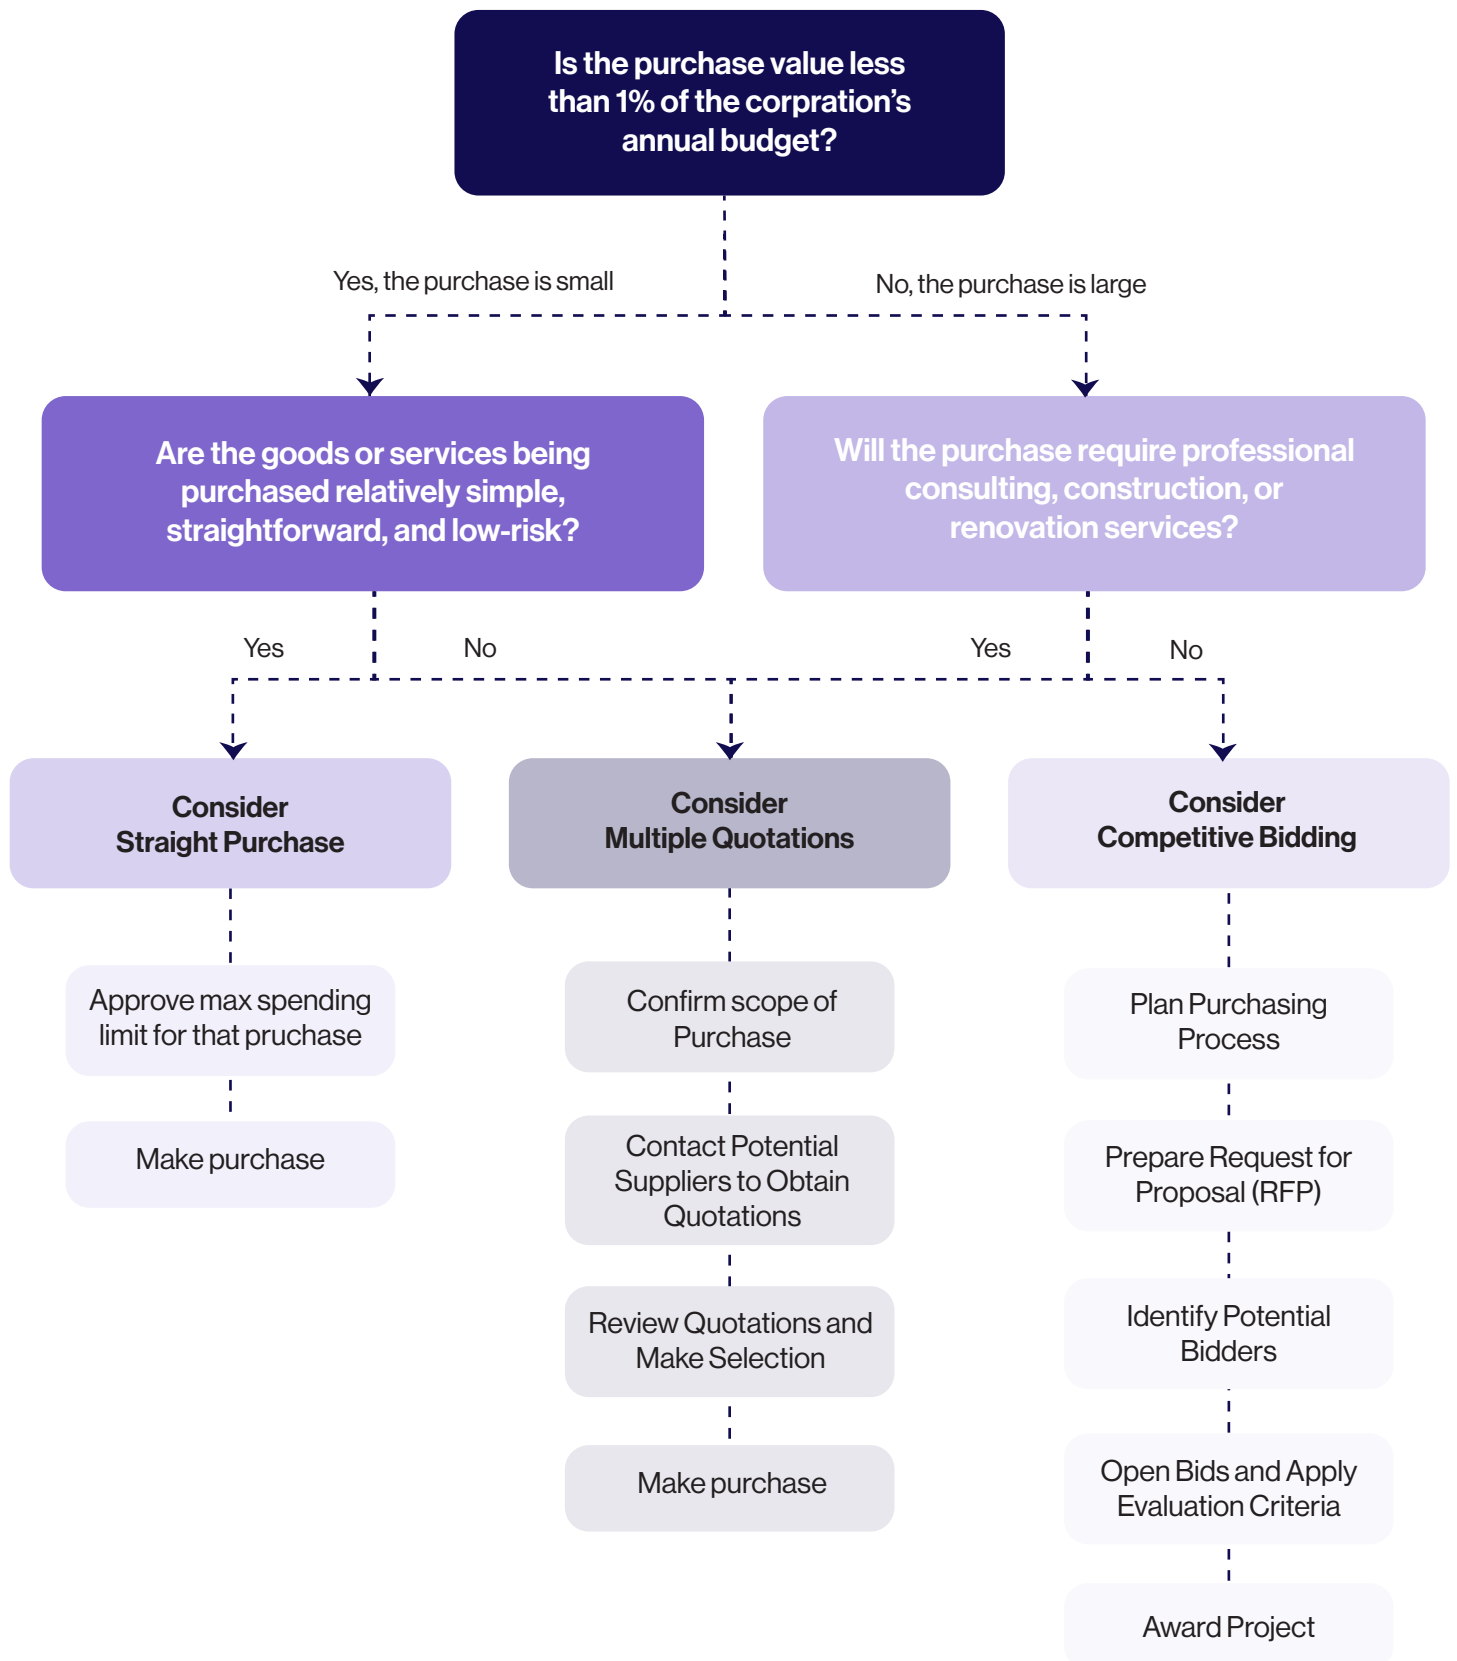 Is the purchase value less
than 1% of the corpration’s
annual budget?
Yes, the purchase is small
No, the purchase is large
Are the goods or services being
purchased relatively simple,
straightforward, and low-risk?
Will the purchase require professional
consulting, construction, or
renovation services?
Yes
No
Yes
No
Consider
Straight Purchase
Consider
Multiple Quotations
Consider
Competitive Bidding
Approve max spending
limit for that pruchase
Make purchase
Confirm scope of
Purchase
Contact Potential
Suppliers to Obtain
Quotations
Review Quotations and
Make Selection
Make purchase
Plan Purchasing
Process
Prepare Request for
Proposal (RFP)
Identify Potential
Bidders
Open Bids and Apply
Evaluation Criteria
Award Project